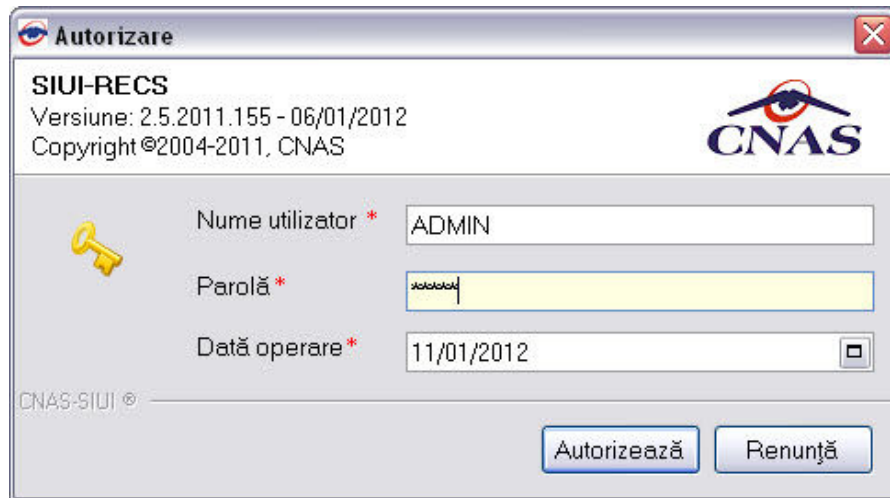 Autorizare
SIUI-RECS
Versiune: 2.5.2011.155 - 06/01/2012
Copyright ©2004-2011, CNAS
CNAS
Nume utilizator * ADMIN
Parolă * ******
Dată operare * 11/01/2012
CNAS-SIUI ®
Autorizează Renunţă